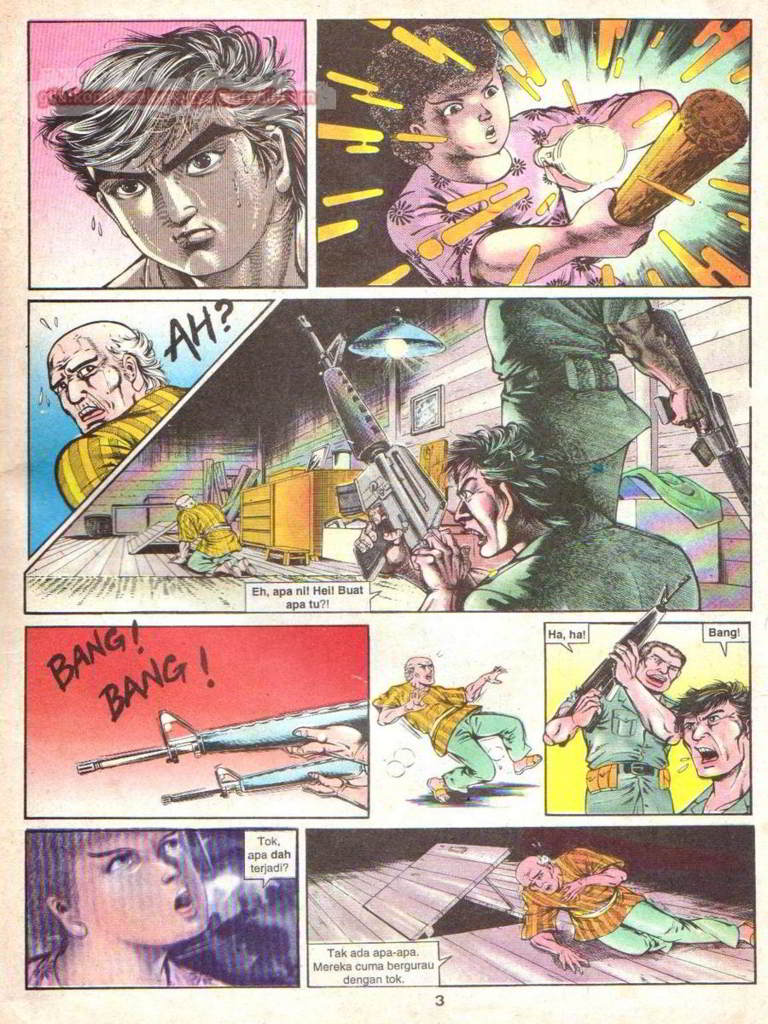 AH?
Eh, apa ni! Hei! Buat
apa tu?!
BANG!
BANG!
Ha, ha!
Bang!
Tok,
apa dah
terjadi?
Tak ada apa-apa.
Mereka cuma bergurau
dengan tok.
3